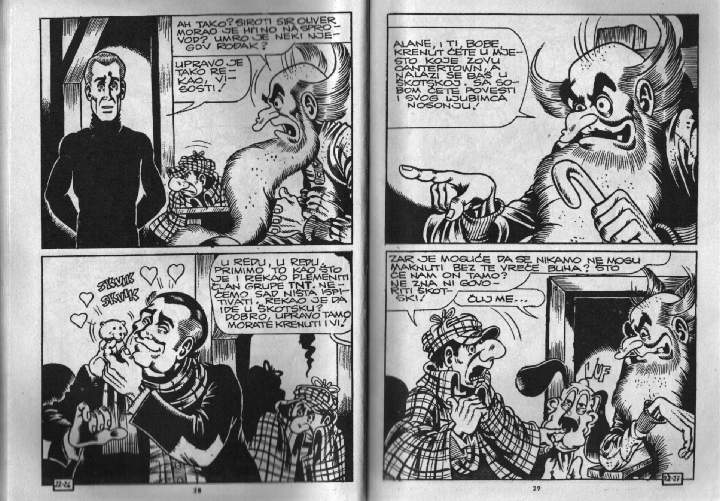 AH TAKO? SIROTI SIR OLIVER
MORAO JE HITNO NA SPRO-
VOD? UMRO JE NEKI NJE-
GOV ROĐAK?
UPRAVO JE
TAKO RE-
KAO, VI-
SOSTI!
U REDU, U REDU,
PRIMIMO TO KAO ŠTO
JE I REKAO PLEMENITI
ČLAN GRUPE TNT. NE-
ĆEMO SAD NIŠTA ISPI-
TIVATI. REKAO JE DA
IDE U ŠKOTSKU?
DOBRO, UPRAVO TAMO
MORATE KRENUTI I VI!
28
ALANE, I TI, BOBE,
KRENUT ĆETE U MJE-
STO KOJE ZOVU
CANTERTOWN, A
NALAZI SE BAŠ U
ŠKOTSKOJ. SA SO-
BOM ĆETE POVESTI
I SVOG LJUBIMCA
NOSONJU!
ZAR JE MOGUĆE DA SE NIKAMO NE MOGU
MAKNUTI BEZ TE VREĆE BUHA? ŠTO
ĆE NAM ON TAMO?
NE ZNA NI GOVO-
RITI ŠKOT-
SKI!
ČUJ ME...
VUF
29